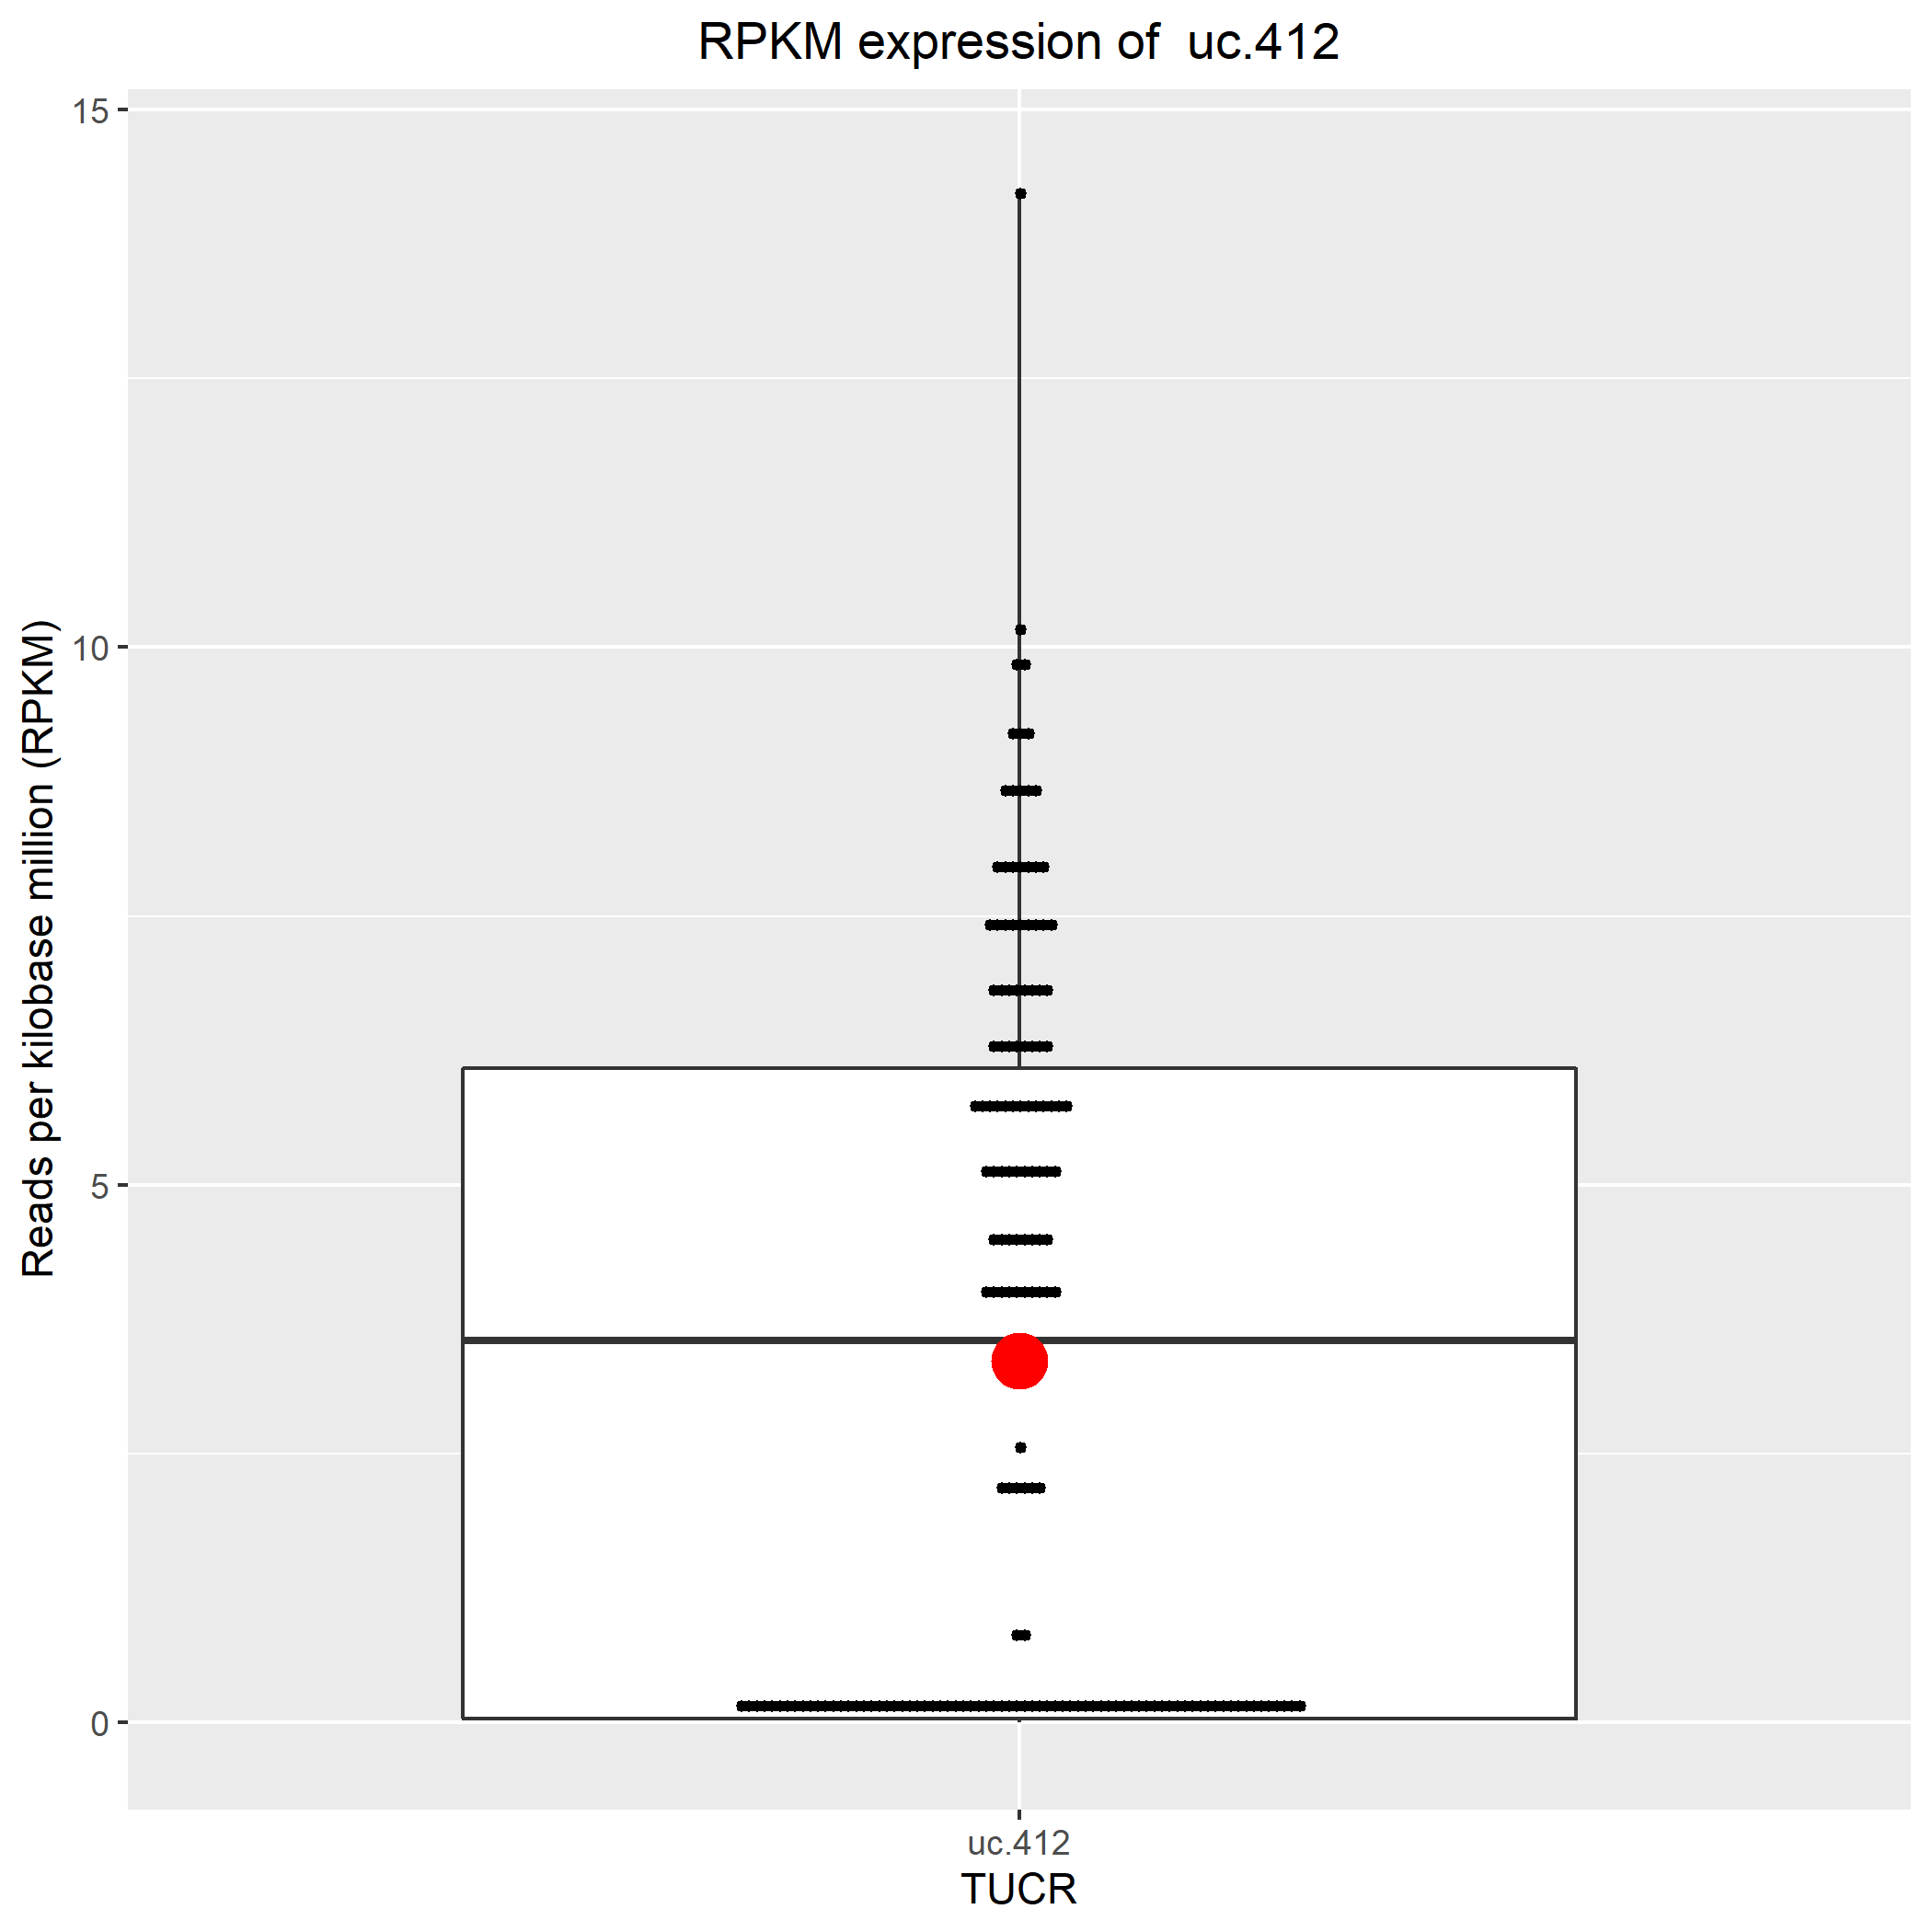 RPKM expression of  uc.412
Reads per kilobase million (RPKM)
15
10
5
0
uc.412
TUCR